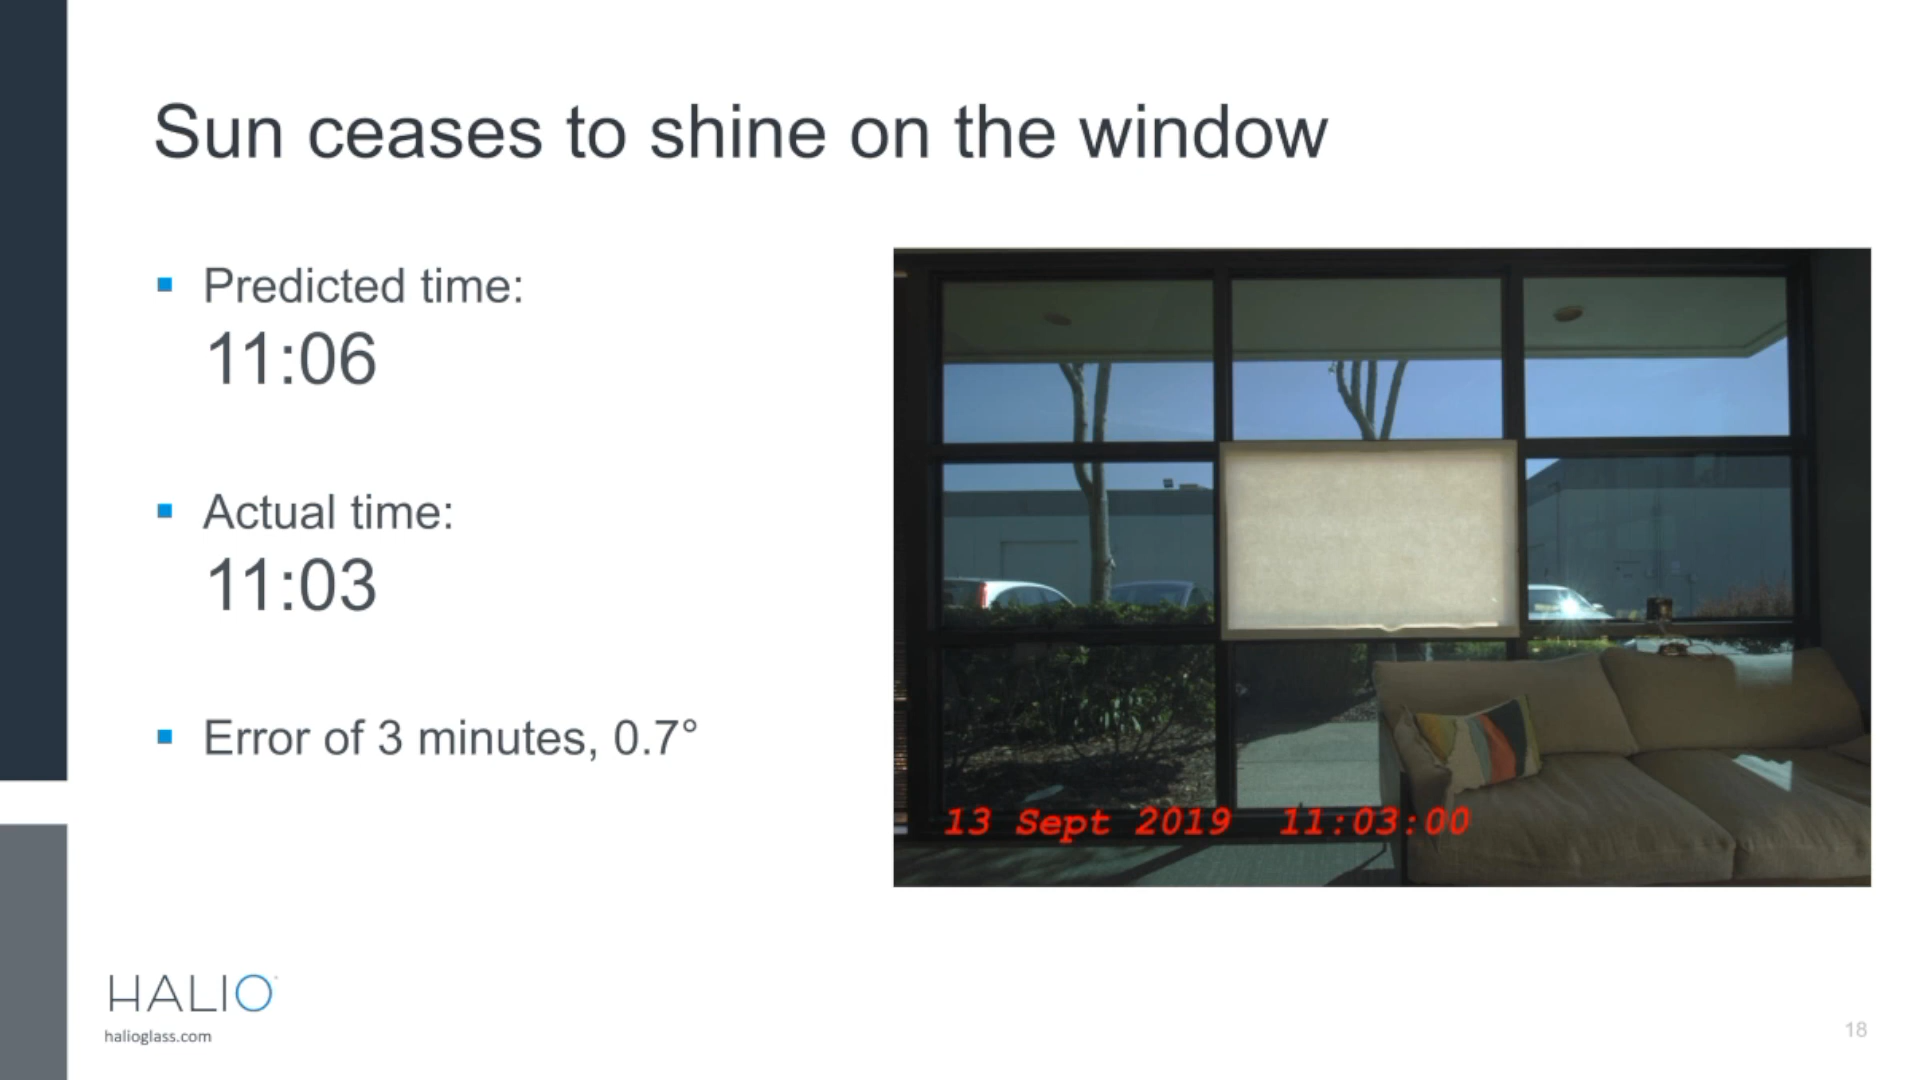 Sun ceases to shine on the window
Predicted time:
11:06
Actual time:
11:03
Error of 3 minutes, 0.7°
13 Sept 2019 11:03:00
HALIO
halioglass.com
18